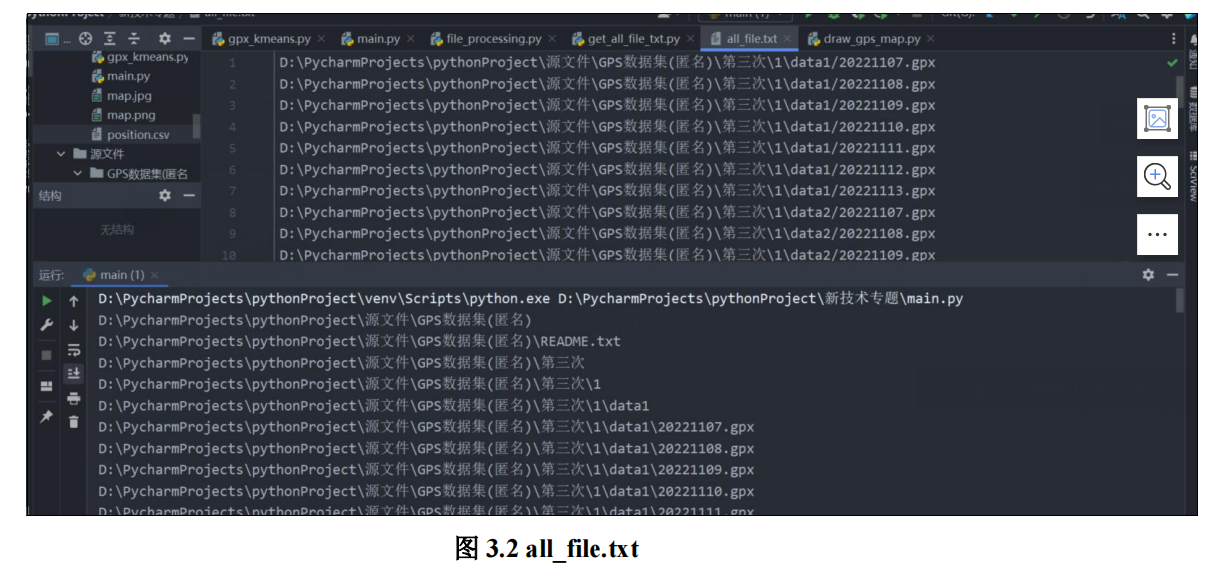 gpx_kmeans.py
main.py
file_processing.py
get_all_file_txt.py
all_file.txt
draw_gps_map.py
gpx_kmeans.py
main.py
map.jpg
map.png
position.csv
源文件
GPS数据集(匿名
结构
无结构
1 D:\PycharmProjects\pythonProject\源文件\GPS数据集(匿名)\第三次\1\data1/20221107.gpx
2 D:\PycharmProjects\pythonProject\源文件\GPS数据集(匿名)\第三次\1\data1/20221108.gpx
3 D:\PycharmProjects\pythonProject\源文件\GPS数据集(匿名)\第三次\1\data1/20221109.gpx
4 D:\PycharmProjects\pythonProject\源文件\GPS数据集(匿名)\第三次\1\data1/20221110.gpx
5 D:\PycharmProjects\pythonProject\源文件\GPS数据集(匿名)\第三次\1\data1/20221111.gpx
6 D:\PycharmProjects\pythonProject\源文件\GPS数据集(匿名)\第三次\1\data1/20221112.gpx
7 D:\PycharmProjects\pythonProject\源文件\GPS数据集(匿名)\第三次\1\data1/20221113.gpx
8 D:\PycharmProjects\pythonProject\源文件\GPS数据集(匿名)\第三次\1\data2/20221107.gpx
9 D:\PycharmProjects\pythonProject\源文件\GPS数据集(匿名)\第三次\1\data2/20221108.gpx
10 D:\PycharmProjects\pythonProject\源文件\GPS数据集(匿名)\第三次\1\data2/20221109.gpx
数据库
SciView
运行:
main (1)
D:\PycharmProjects\pythonProject\venv\Scripts\python.exe D:\PycharmProjects\pythonProject\新技术专题\main.py
D:\PycharmProjects\pythonProject\源文件\GPS数据集(匿名)
D:\PycharmProjects\pythonProject\源文件\GPS数据集(匿名)\README.txt
D:\PycharmProjects\pythonProject\源文件\GPS数据集(匿名)\第三次
D:\PycharmProjects\pythonProject\源文件\GPS数据集(匿名)\第三次\1
D:\PycharmProjects\pythonProject\源文件\GPS数据集(匿名)\第三次\1\data1
D:\PycharmProjects\pythonProject\源文件\GPS数据集(匿名)\第三次\1\data1\20221107.gpx
D:\PycharmProjects\pythonProject\源文件\GPS数据集(匿名)\第三次\1\data1\20221108.gpx
D:\PycharmProjects\pythonProject\源文件\GPS数据集(匿名)\第三次\1\data1\20221109.gpx
D:\PycharmProjects\pythonProject\源文件\GPS数据集(匿名)\第三次\1\data1\20221110.gpx
D:\PycharmProjects\pythonProject\源文件\GPS数据集(匿名)\第三次\1\data1\20221111.gpx
图 3.2 all_file.txt